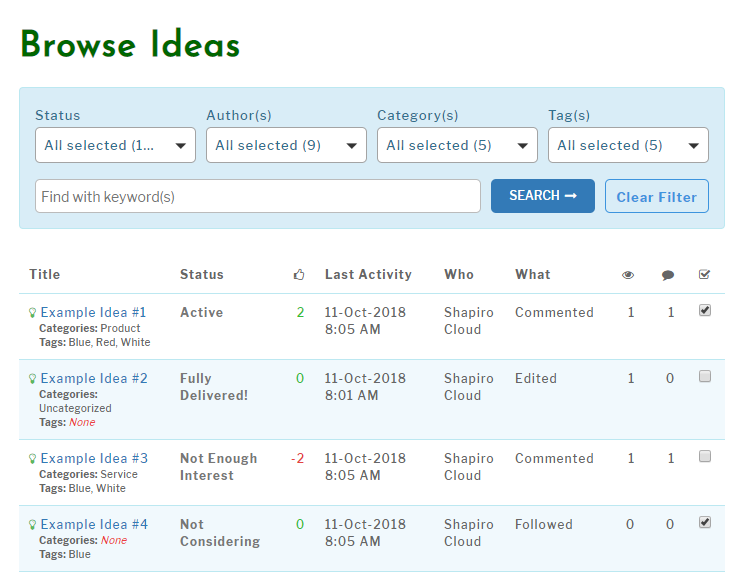 Browse Ideas
Status Author(s) Category(s) Tag(s)
All selected (1... All selected (9) All selected (5) All selected (5)
Find with keyword(s) SEARCH → Clear Filter
Title Status Last Activity Who What
Example Idea #1 Active 2 11-Oct-2018 Shapiro Commented 1 1
Categories: Product 8:05 AM Cloud
Tags: Blue, Red, White
Example Idea #2 Fully 0 11-Oct-2018 Shapiro Edited 1 0
Categories: Delivered! 8:01 AM Cloud
Uncategorized
Tags: None
Example Idea #3 Not Enough -2 11-Oct-2018 Shapiro Commented 1 1
Categories: Service Interest 8:05 AM Cloud
Tags: Blue, White
Example Idea #4 Not 0 11-Oct-2018 Shapiro Followed 0 0
Categories: None Considering 8:05 AM Cloud
Tags: Blue